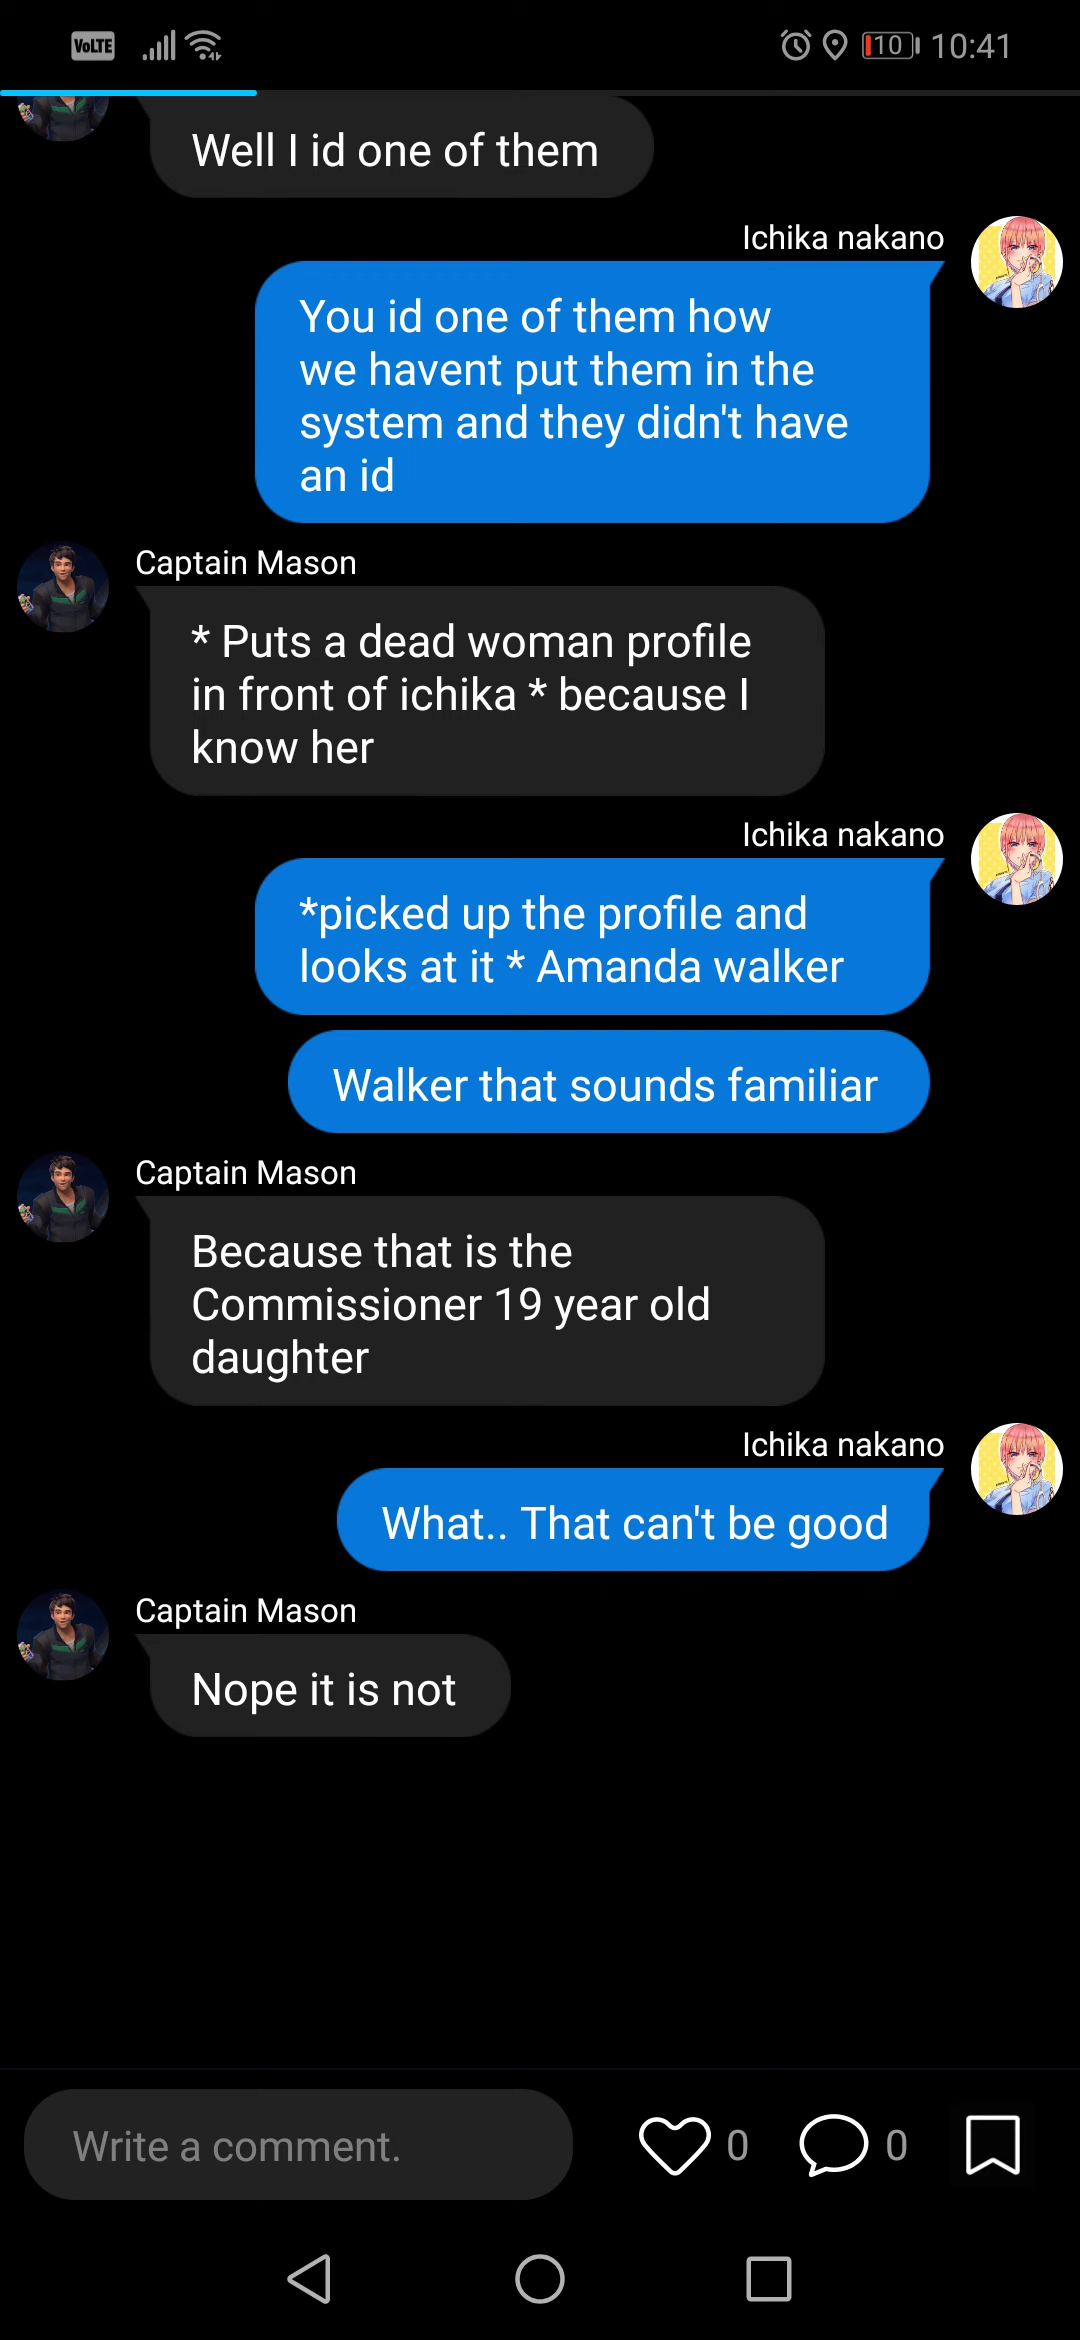 VoLTE
10
10:41
Well I id one of them
Ichika nakano
You id one of them how
we havent put them in the
system and they didn't have
an id
Captain Mason
* Puts a dead woman profile
in front of ichika * because I
know her
Ichika nakano
*picked up the profile and
looks at it * Amanda walker
Walker that sounds familiar
Captain Mason
Because that is the
Commissioner 19 year old
daughter
Ichika nakano
What.. That can't be good
Captain Mason
Nope it is not
Write a comment.
0
0